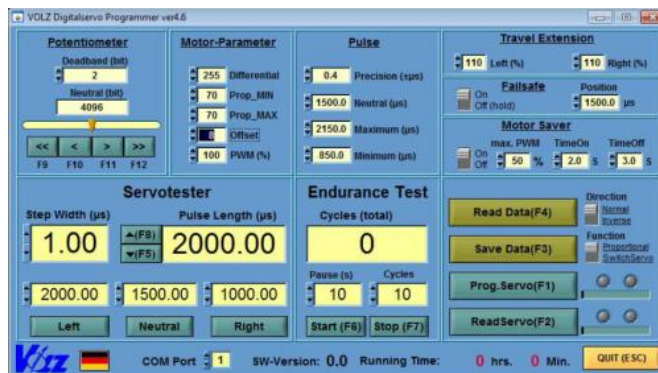 VOLZ Digitalservo Programmer ver4.6
Potentiometer
Deadband (bit)
2
Neutral (bit)
4096
<< < > >>
F9 F10 F11 F12
Motor-Parameter
255 Differential
70 Prop_MIN
70 Prop_MAX
Offset
100 PWM (%)
Pulse
0.4 Precision (±µs)
1500.0 Neutral (µs)
2150.0 Maximum (µs)
850.0 Minimum (µs)
Travel Extension
110 Left (%) 110 Right (%)
Failsafe
On
Off (hold)
Position
1500.0 µs
Motor Saver
max. PWM TimeOn TimeOff
On
Off
50 % 2.0 S 3.0 S
Servotester
Step Width (µs) Pulse Length (µs)
1.00 ▲(F8) 2000.00
▼(F5)
2000.00 1500.00 1000.00
Left Neutral Right
Endurance Test
Cycles (total)
0
Pause (s) Cycles
10 10
Start (F6) Stop (F7)
Read Data(F4)
Save Data(F3)
Prog.Servo(F1)
ReadServo(F2)
Direction
Normal
Inverse
Function
Proportional
SwitchServo
Volz COM Port 1 SW-Version: 0.0 Running Time: 0 hrs. 0 Min. QUIT (ESC)